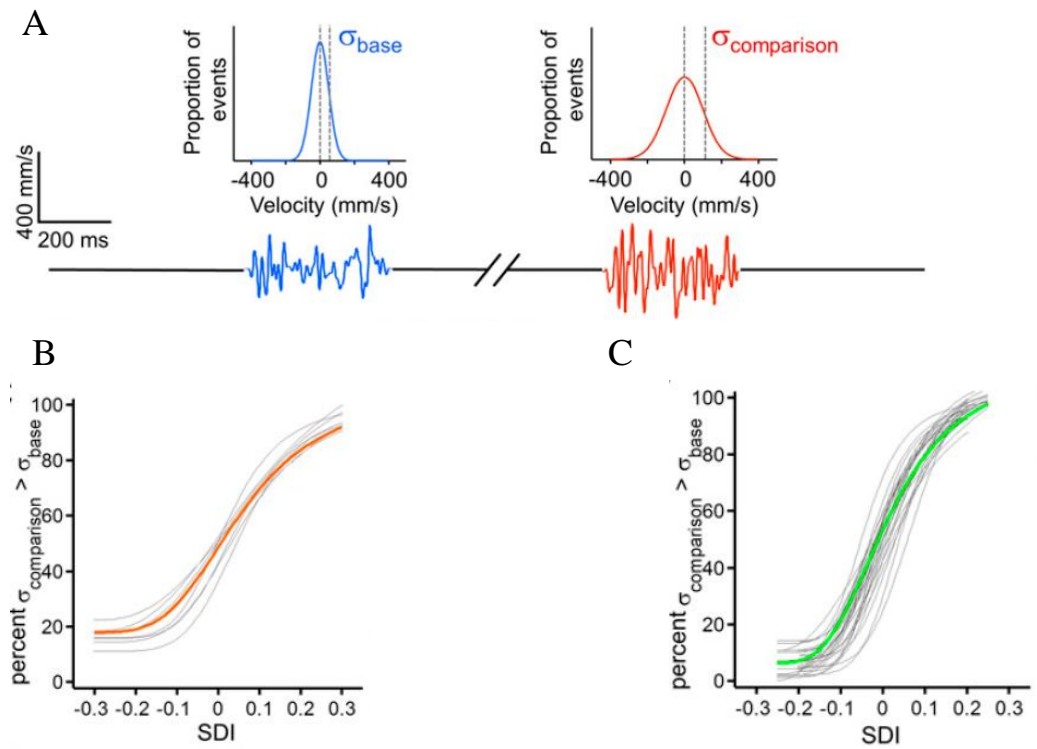 A
σbase
σcomparison
Proportion of
events
Proportion of
events
-400 0 400
-400 0 400
Velocity (mm/s)
Velocity (mm/s)
400 mm/s
200 ms
B
C
percent σcomparison > σbase
100
80
60
40
20
0
-0.3 -0.2 -0.1 0 0.1 0.2 0.3
SDI
percent σcomparison > σbase
100
80
60
40
20
0
-0.3 -0.2 -0.1 0 0.1 0.2 0.3
SDI